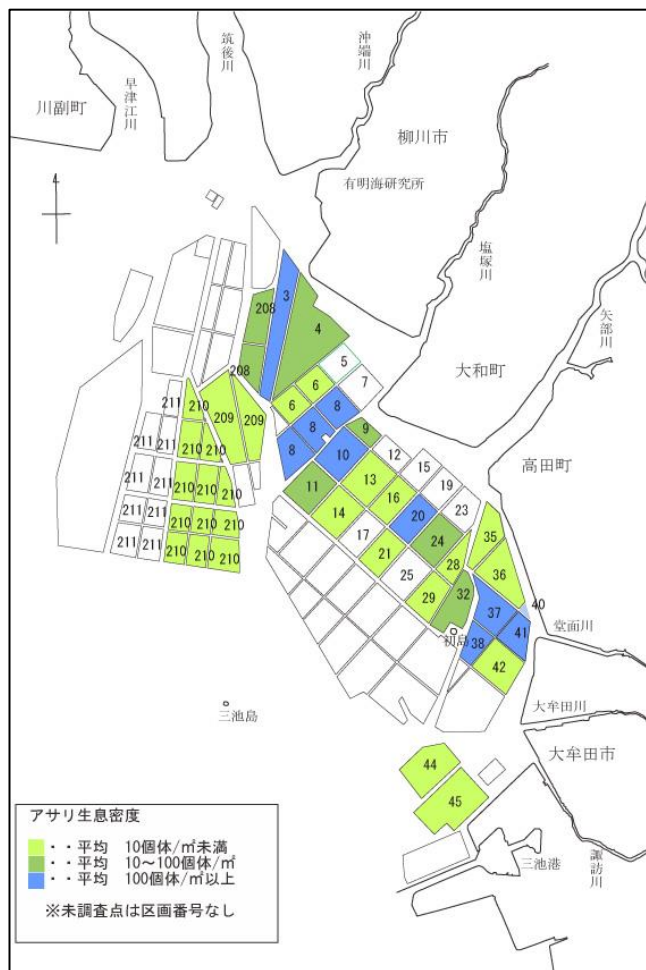 筑後川
沖端川
早津江川
川副町
柳川市
有明海研究所
塩塚川
矢部川
大和町
高田町
3
208
4
5
208
6
7
6
8
210
209
209
8
9
211
8
10
12
211
211
210
210
15
13
19
11
16
23
211
211
210
210
14
20
35
17
24
211
211
210
210
21
28
36
25
32
29
37
40
41
堂面川
初島
38
42
大牟田川
三池島
大牟田市
44
45
三池港
諏訪川
アサリ生息密度
・・平均 10個体/㎡未満
・・平均 10～100個体/㎡
・・平均 100個体/㎡以上
※未調査点は区画番号なし